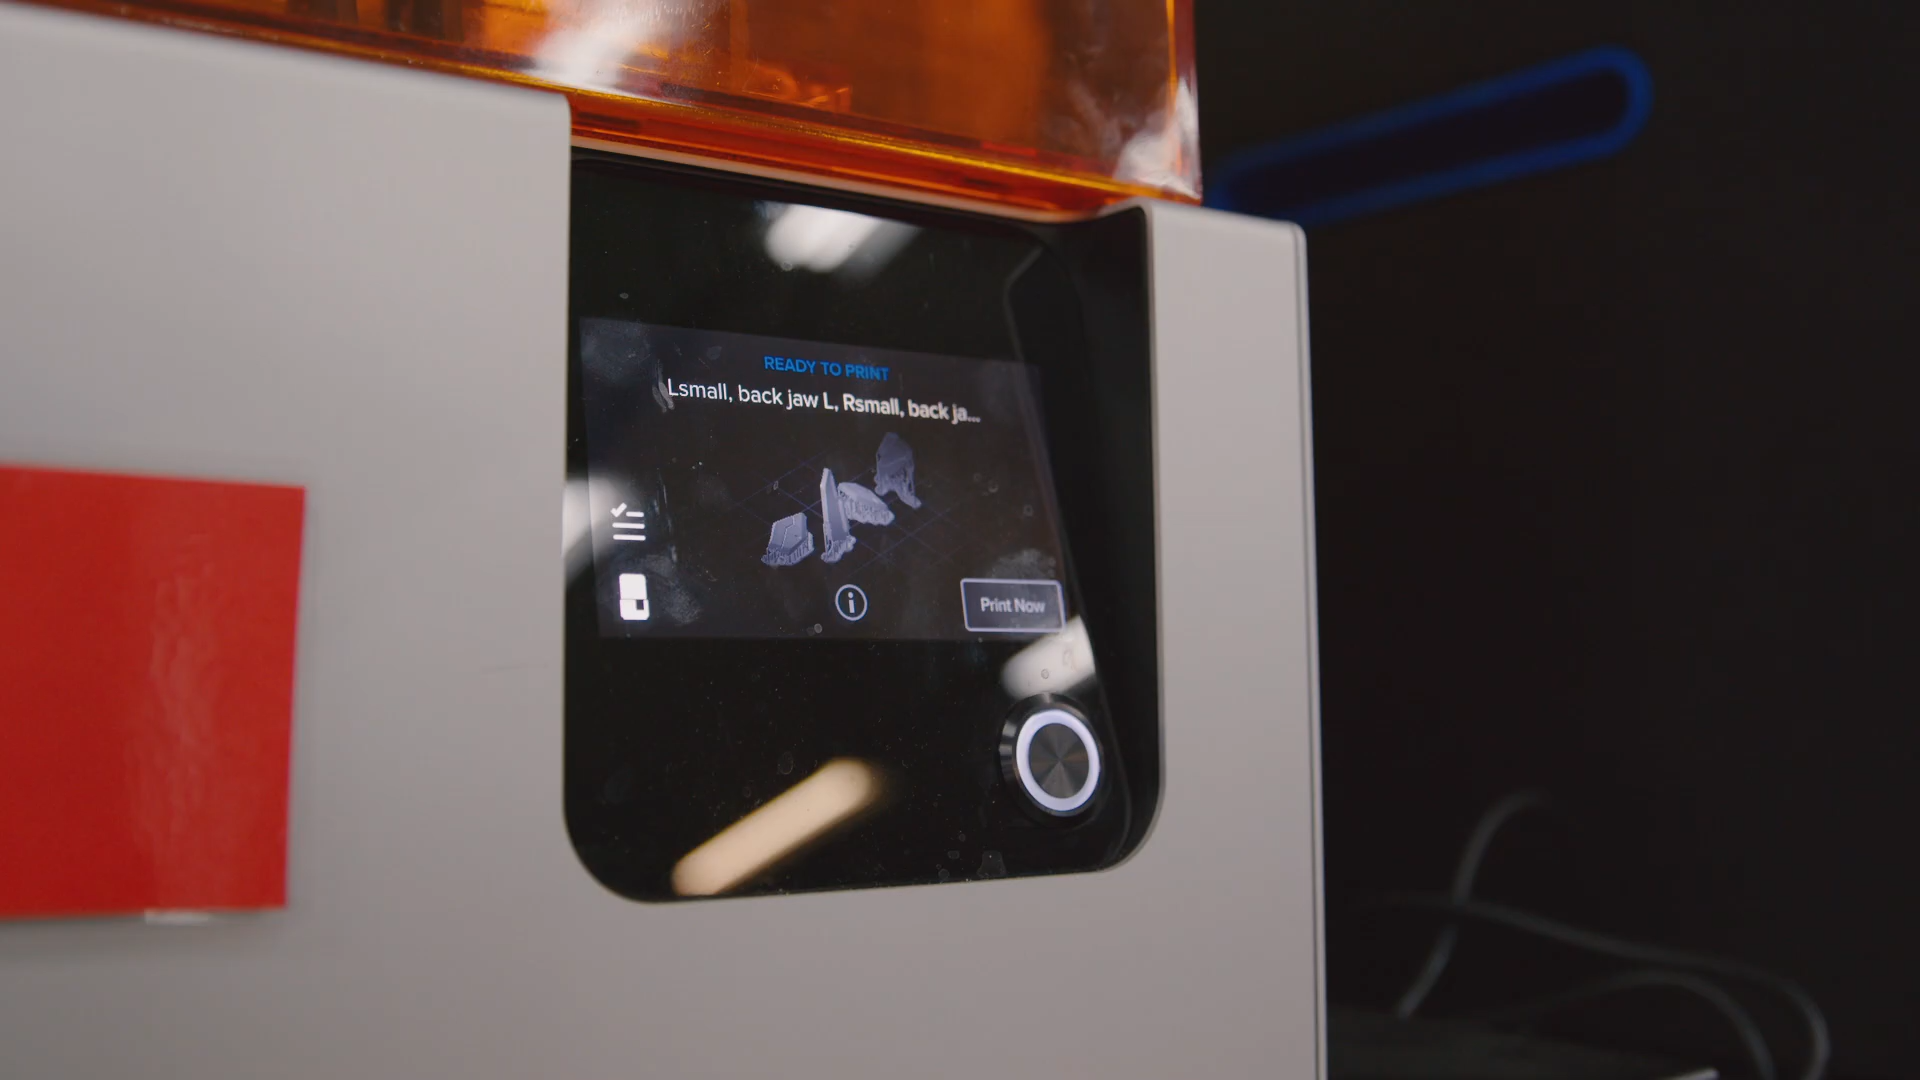 READY TO PRINT
Lsmall, back jaw L, Rsmall, back ja...
Print Now